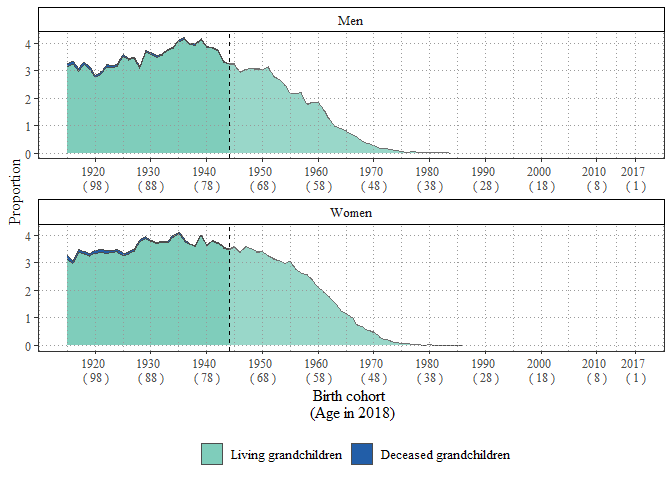 Men
4
3
2
1
0
1920 1930 1940 1950 1960 1970 1980 1990 2000 2010 2017
( 98 ) ( 88 ) ( 78 ) ( 68 ) ( 58 ) ( 48 ) ( 38 ) ( 28 ) ( 18 ) ( 8 ) ( 1 )
Proportion
Women
4
3
2
1
0
1920 1930 1940 1950 1960 1970 1980 1990 2000 2010 2017
( 98 ) ( 88 ) ( 78 ) ( 68 ) ( 58 ) ( 48 ) ( 38 ) ( 28 ) ( 18 ) ( 8 ) ( 1 )
Birth cohort
(Age in 2018)
Living grandchildren Deceased grandchildren